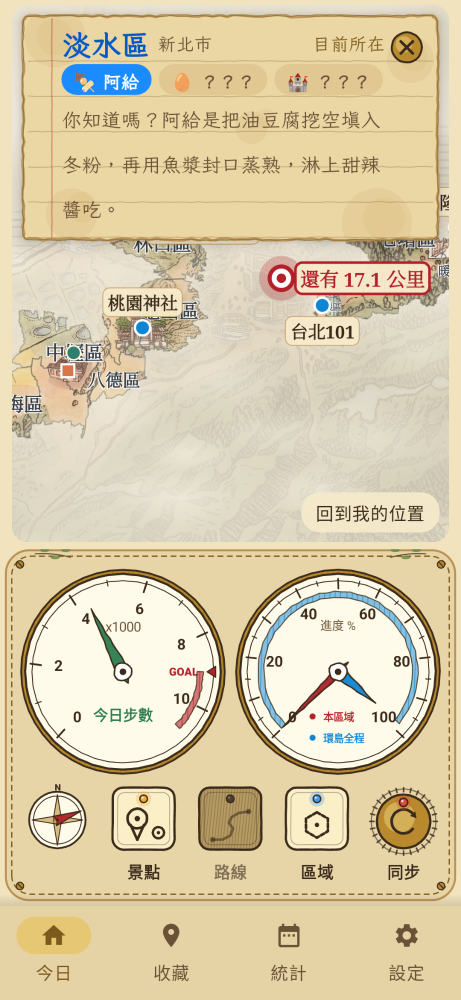 淡水區 新北市 目前所在
阿給 ？？？ ？？？
你知道嗎？阿給是把油豆腐挖空填入
冬粉，再用魚漿封口蒸熟，淋上甜辣
醬吃。
還有 17.1 公里
桃園神社
台北101
八德區
回到我的位置
0 2 4 6 8 10
x1000
GOAL
今日步數
0 20 40 60 80 100
進度 %
本區域
環島全程
N
景點 路線 區域 同步
今日 收藏 統計 設定